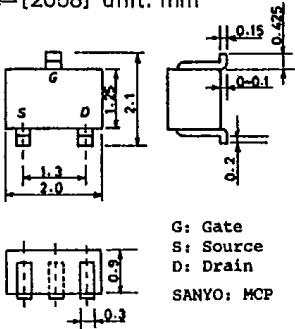 [2058] unit: mm
0.15
0.425
G
S
D
1.25
2.1
0~0.1
1.3
2.0
0.2
0.9
0.3
G: Gate
S: Source
D: Drain
SANYO: MCP